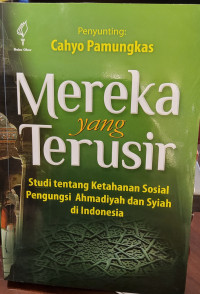 Penyunting:
Cahyo Pamungkas
Mereka
yang
Terusir
Studi tentang Ketahanan Sosial
Pengungsi Ahmadiyah dan Syiah
di Indonesia